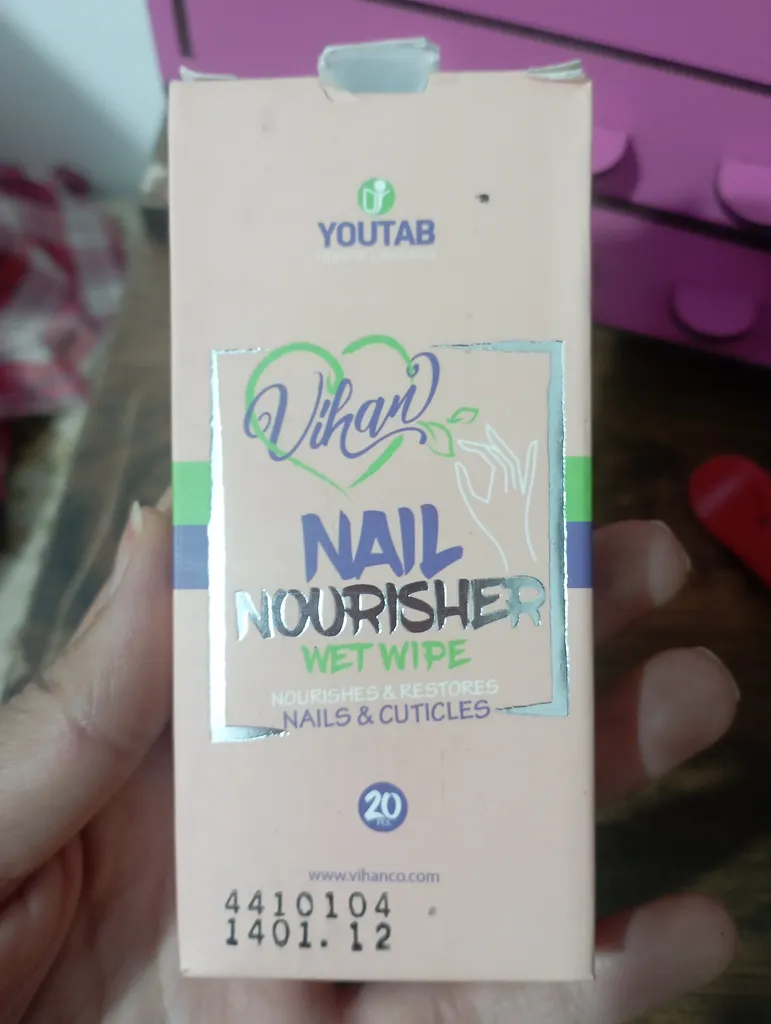 YOUTAB
Vihan
NAIL
NOURISHER
WET WIPE
NOURISHES & RESTORES
NAILS & CUTICLES
20
www.vihanco.com
4410104
1401. 12